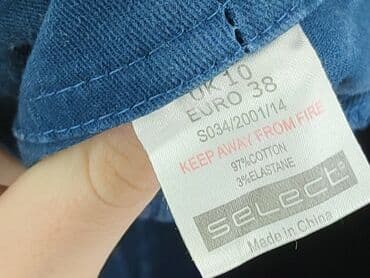 UK 10
EURO 38
S034/2001/14
KEEP AWAY FROM FIRE
97%COTTON
3%ELASTANE
SELECT
Made in China